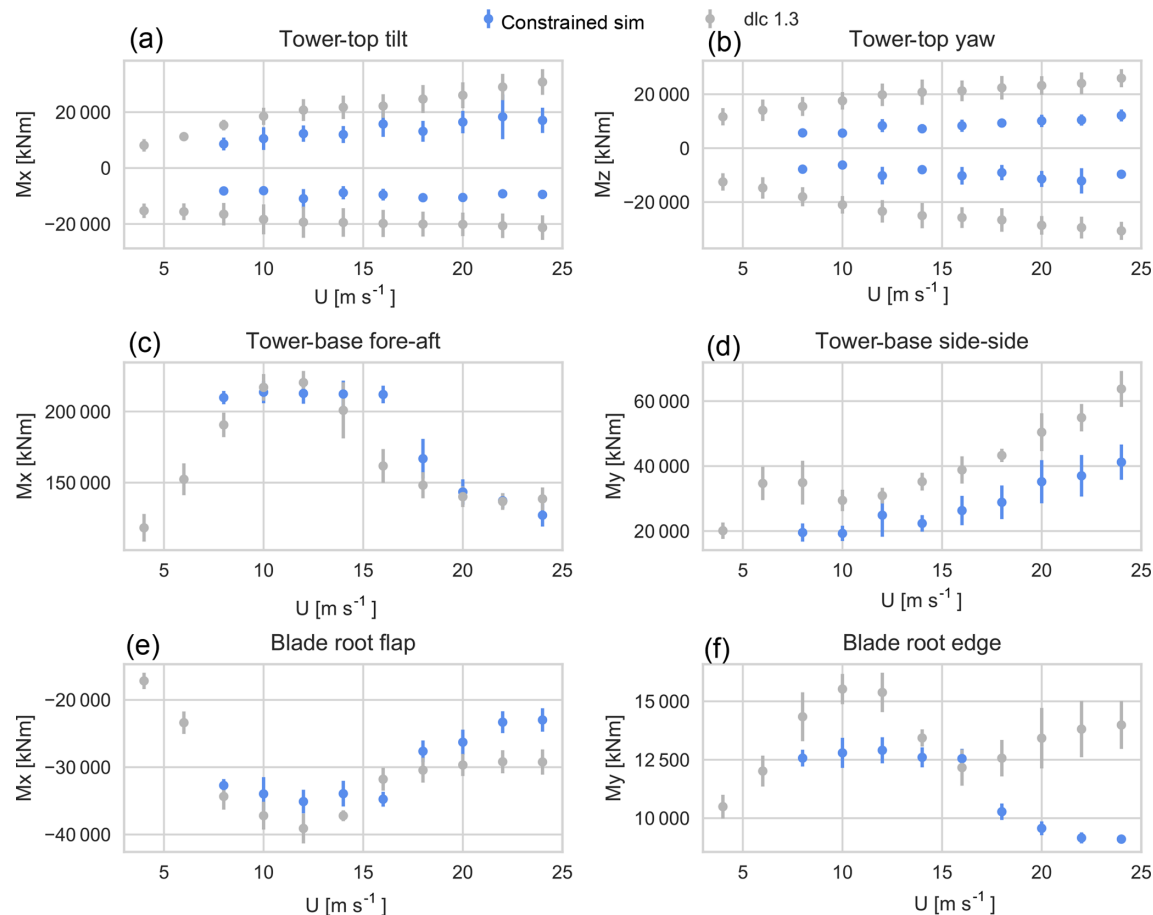 Constrained sim dlc 1.3
(a) Tower-top tilt
Mx [kNm]
20 000
0
−20 000
5 10 15 20 25
U [m s⁻¹ ]
(b) Tower-top yaw
Mz [kNm]
20 000
0
−20 000
5 10 15 20 25
U [m s⁻¹ ]
(c) Tower-base fore-aft
Mx [kNm]
200 000
150 000
5 10 15 20 25
U [m s⁻¹ ]
(d) Tower-base side-side
My [kNm]
60 000
40 000
20 000
5 10 15 20 25
U [m s⁻¹ ]
(e) Blade root flap
Mx [kNm]
−20 000
−30 000
−40 000
5 10 15 20 25
U [m s⁻¹ ]
(f) Blade root edge
My [kNm]
15 000
12 500
10 000
5 10 15 20 25
U [m s⁻¹ ]